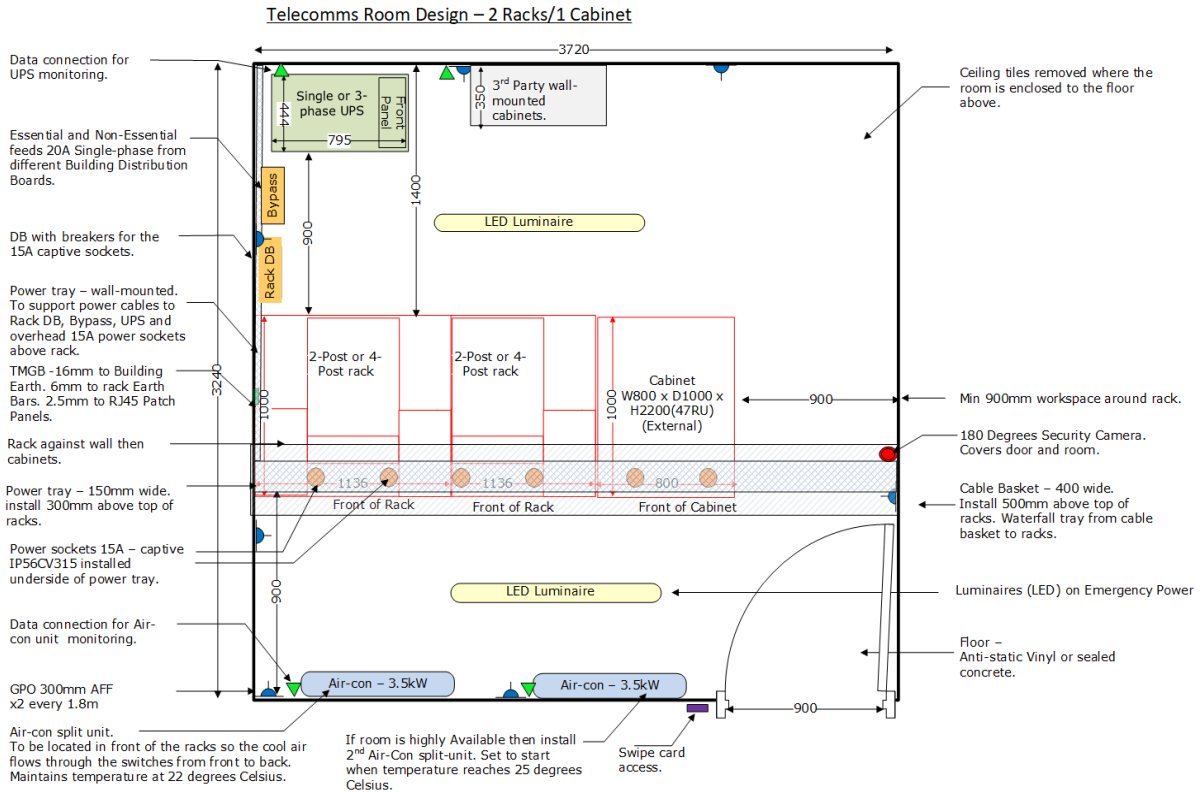 Telecomms Room Design – 2 Racks/1 Cabinet
3720
Data connection for
UPS monitoring.
Essential and Non-Essential
feeds 20A Single-phase from
different Building Distribution
Boards.
DB with breakers for the
15A captive sockets.
Power tray – wall-mounted.
To support power cables to
Rack DB, Bypass, UPS and
overhead 15A power sockets
above rack.
TMGB -16mm to Building
Earth. 6mm to rack Earth
Bars. 2.5mm to RJ45 Patch
Panels.
Rack against wall then
cabinets.
Power tray – 150mm wide.
install 300mm above top of
racks.
Power sockets 15A – captive
IP56CV315 installed
underside of power tray.
Data connection for Air-
con unit monitoring.
GPO 300mm AFF
x2 every 1.8m
Air-con split unit.
To be located in front of the racks so the cool air
flows through the switches from front to back.
Maintains temperature at 22 degrees Celsius.
3240
Single or 3-
phase UPS
Front
Panel
444
795
350
3rd Party wall-
mounted
cabinets.
Bypass
Rack DB
900
1400
LED Luminaire
1000
2-Post or 4-
Post rack
2-Post or 4-
Post rack
1000
Cabinet
W800 x D1000 x
H2200(47RU)
(External)
900
1136
1136
800
Front of Rack
Front of Rack
Front of Cabinet
900
LED Luminaire
Air-con – 3.5kW
Air-con – 3.5kW
900
If room is highly Available then install
2nd Air-Con split-unit. Set to start
when temperature reaches 25 degrees
Celsius.
Swipe card
access.
Ceiling tiles removed where the
room is enclosed to the floor
above.
Min 900mm workspace around rack.
180 Degrees Security Camera.
Covers door and room.
Cable Basket – 400 wide.
Install 500mm above top of
racks. Waterfall tray from cable
basket to racks.
Luminaires (LED) on Emergency Power
Floor –
Anti-static Vinyl or sealed
concrete.